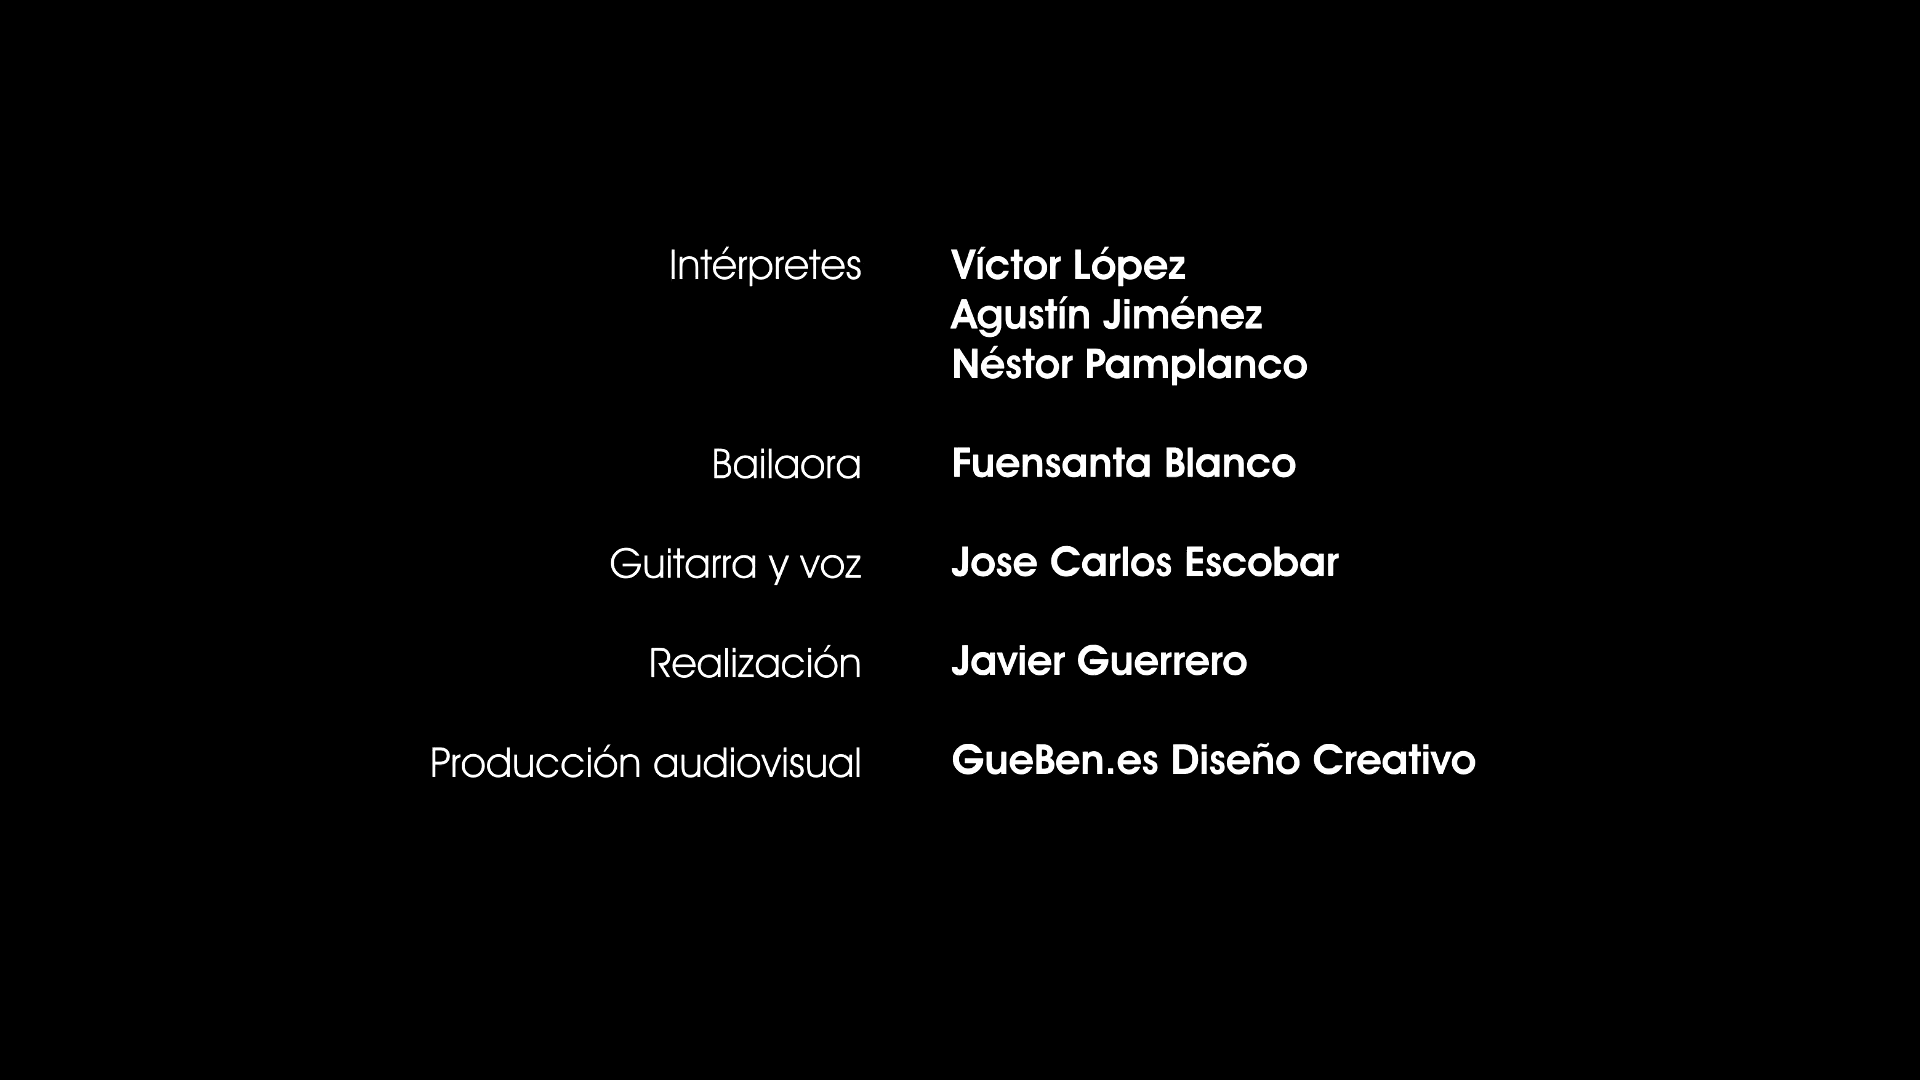 Intérpretes Víctor López
Agustín Jiménez
Néstor Pamplanco
Bailaora Fuensanta Blanco
Guitarra y voz Jose Carlos Escobar
Realización Javier Guerrero
Producción audiovisual GueBen.es Diseño Creativo